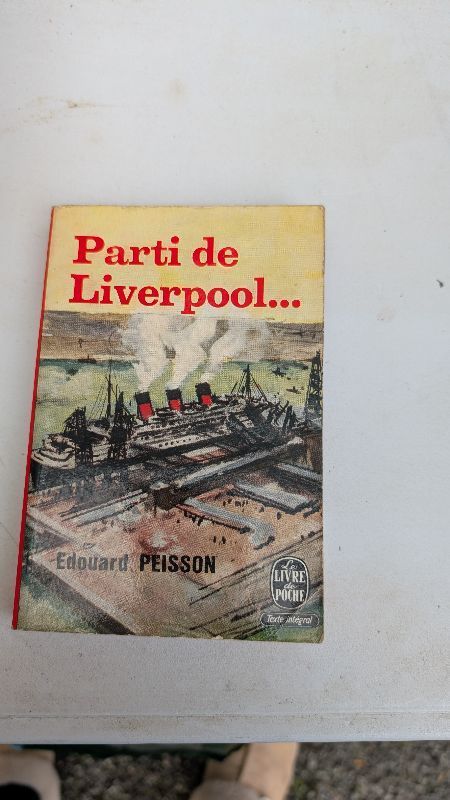 Parti de
Liverpool...
Edouard PEISSON
Le
LIVRE
de
POCHE
Texte intégral